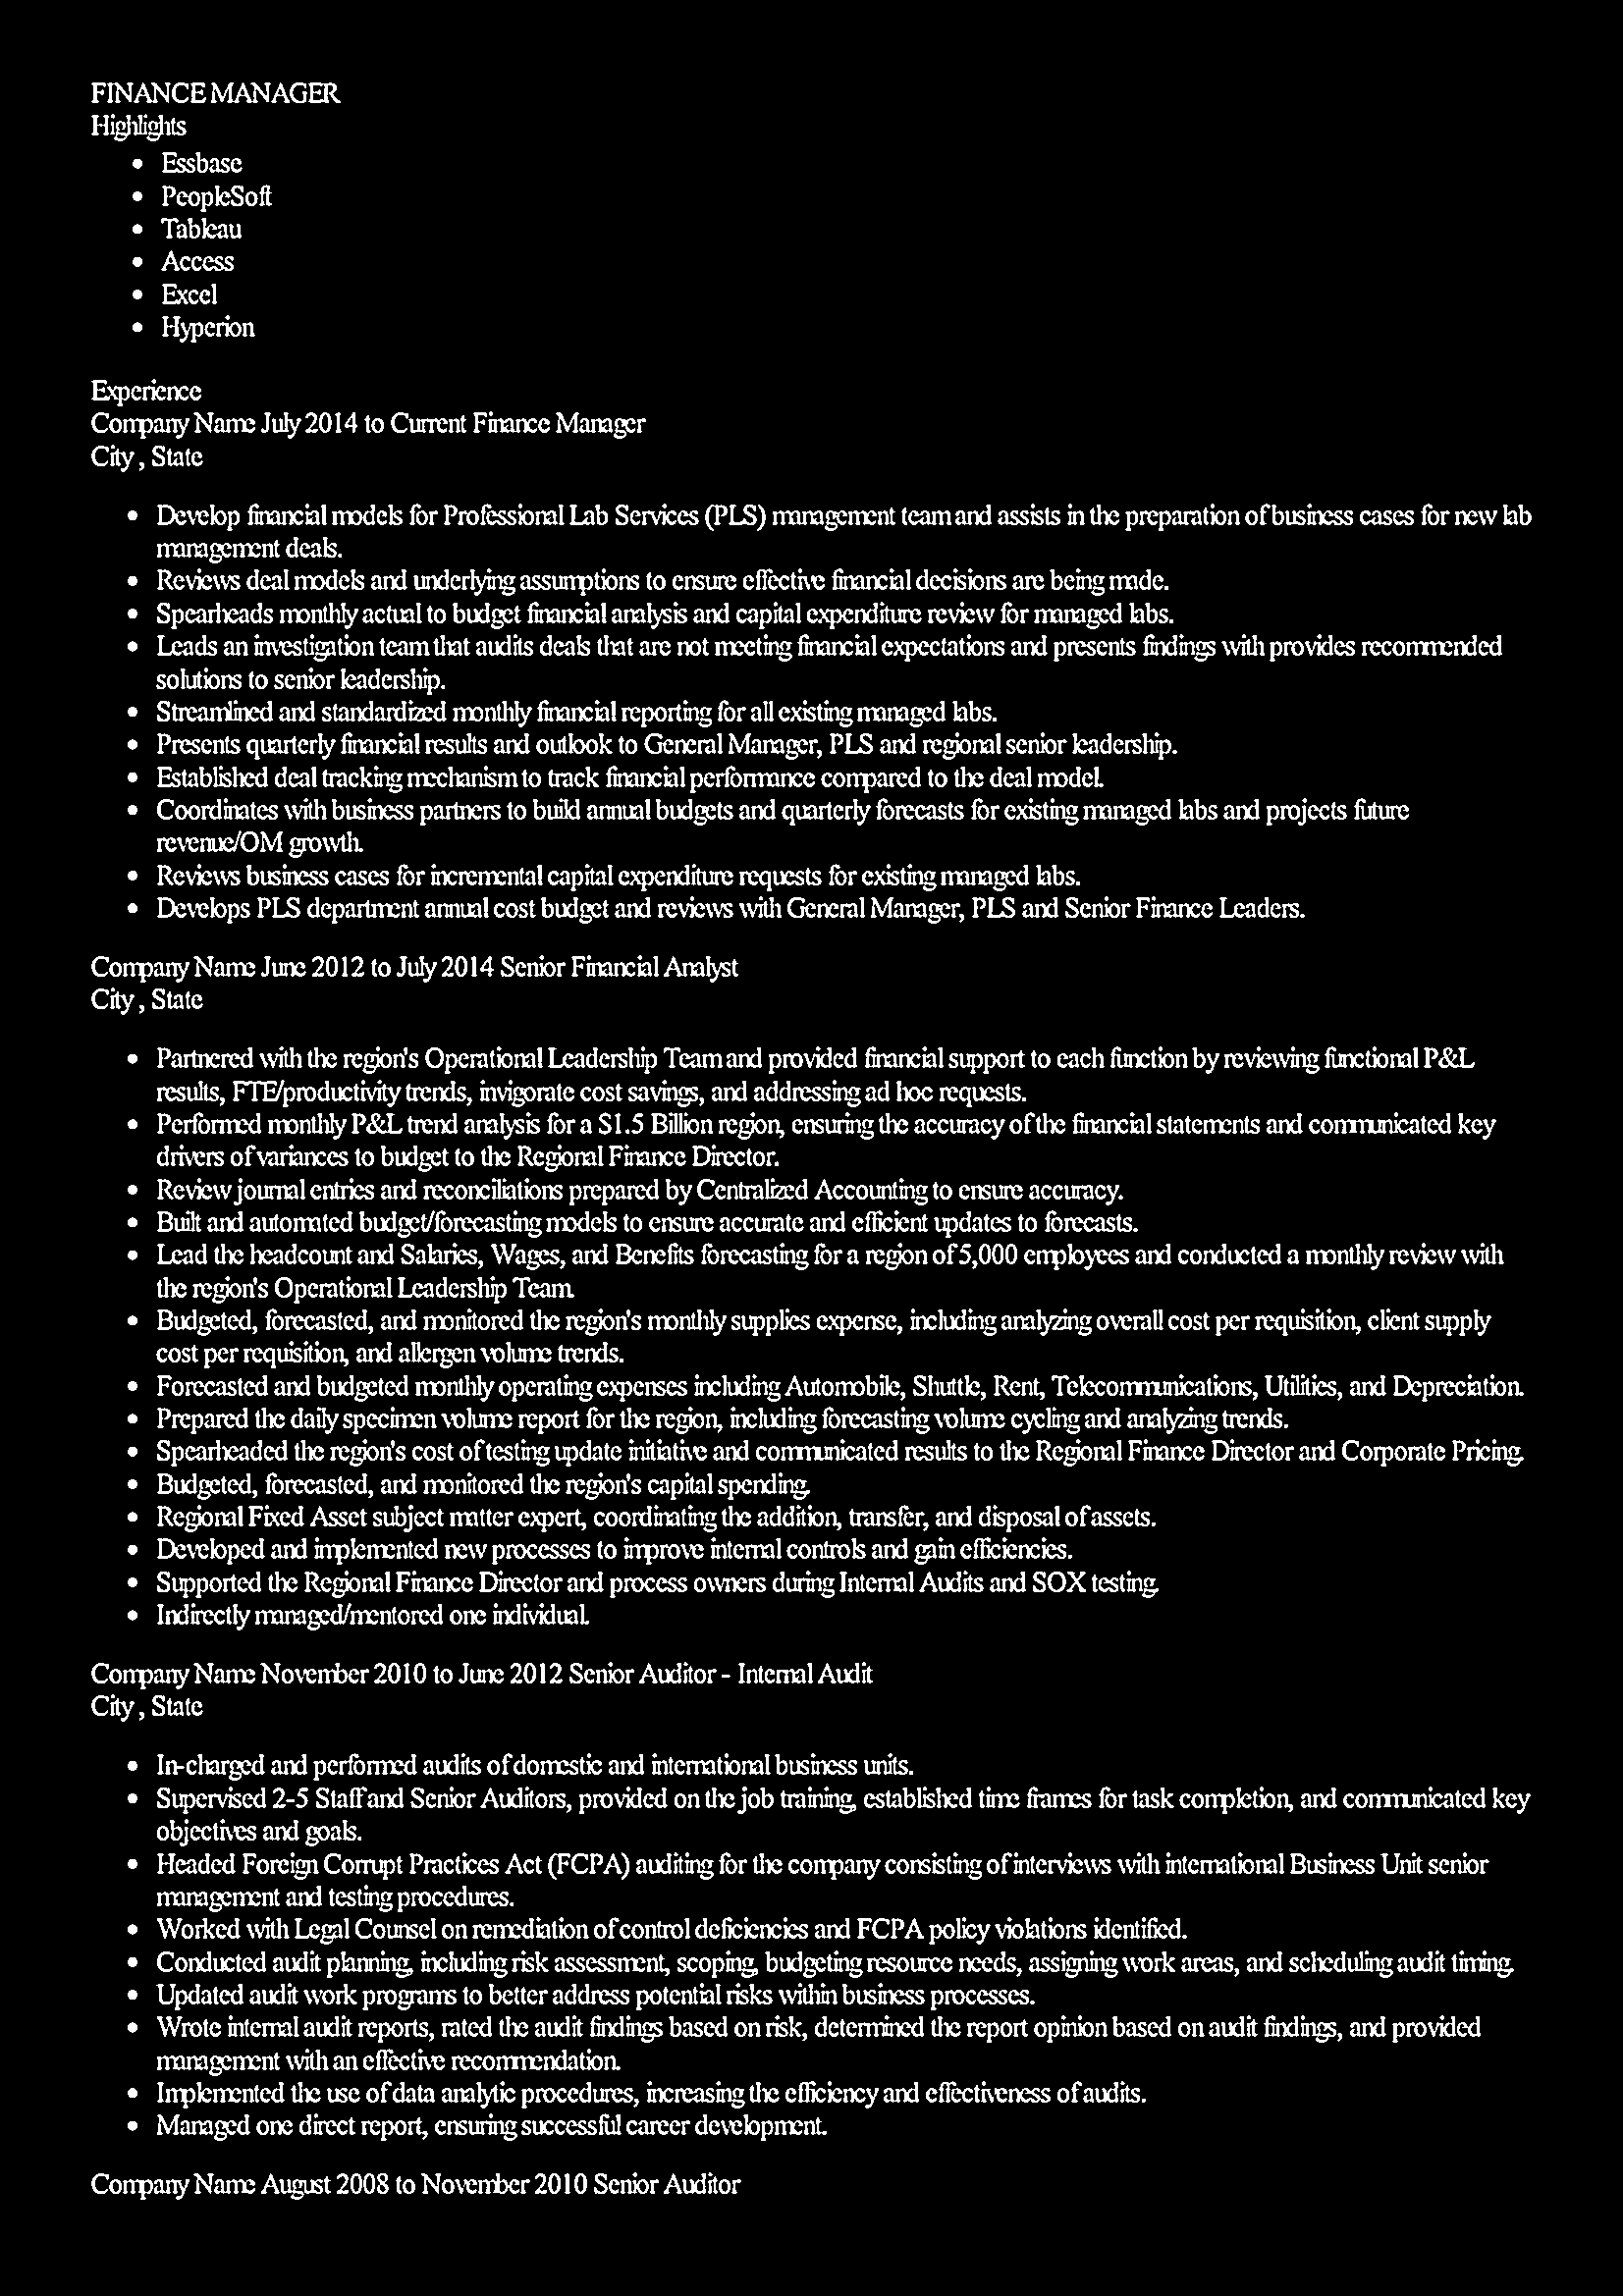 FINANCE MANAGER
Highlights
• Essbase
• PeopleSoft
• Tableau
• Access
• Excel
• Hyperion
Experience
Company Name July 2014 to Current Finance Manager
City , State
• Develop financial models for Professional Lab Services (PLS) management team and assists in the preparation of business cases for new lab
management deals.
• Reviews deal models and underlying assumptions to ensure effective financial decisions are being made.
• Spearheads monthly actual to budget financial analysis and capital expenditure review for managed labs.
• Leads an investigation team that audits deals that are not meeting financial expectations and presents findings with provides recommended
solutions to senior leadership.
• Streamlined and standardized monthly financial reporting for all existing managed labs.
• Presents quarterly financial results and outlook to General Manager, PLS and regional senior leadership.
• Established deal tracking mechanism to track financial performance compared to the deal model.
• Coordinates with business partners to build annual budgets and quarterly forecasts for existing managed labs and projects future
revenue/OM growth.
• Reviews business cases for incremental capital expenditure requests for existing managed labs.
• Develops PLS department annual cost budget and reviews with General Manager, PLS and Senior Finance Leaders.
Company Name June 2012 to July 2014 Senior Financial Analyst
City , State
• Partnered with the region's Operational Leadership Team and provided financial support to each function by reviewing functional P&L
results, FTE/productivity trends, invigorate cost savings, and addressing ad hoc requests.
• Performed monthly P&L trend analysis for a $1.5 Billion region, ensuring the accuracy of the financial statements and communicated key
drivers of variances to budget to the Regional Finance Director.
• Review journal entries and reconciliations prepared by Centralized Accounting to ensure accuracy.
• Built and automated budget/forecasting models to ensure accurate and efficient updates to forecasts.
• Lead the headcount and Salaries, Wages, and Benefits forecasting for a region of 5,000 employees and conducted a monthly review with
the region's Operational Leadership Team.
• Budgeted, forecasted, and monitored the region's monthly supplies expense, including analyzing overall cost per requisition, client supply
cost per requisition, and allergen volume trends.
• Forecasted and budgeted monthly operating expenses including Automobile, Shuttle, Rent, Telecommunications, Utilities, and Depreciation.
• Prepared the daily specimen volume report for the region, including forecasting volume cycling and analyzing trends.
• Spearheaded the region's cost of testing update initiative and communicated results to the Regional Finance Director and Corporate Pricing.
• Budgeted, forecasted, and monitored the region's capital spending.
• Regional Fixed Asset subject matter expert, coordinating the addition, transfer, and disposal of assets.
• Developed and implemented new processes to improve internal controls and gain efficiencies.
• Supported the Regional Finance Director and process owners during Internal Audits and SOX testing.
• Indirectly managed/mentored one individual.
Company Name November 2010 to June 2012 Senior Auditor - Internal Audit
City , State
• In-charged and performed audits of domestic and international business units.
• Supervised 2-5 Staff and Senior Auditors, provided on the job training, established time frames for task completion, and communicated key
objectives and goals.
• Headed Foreign Corrupt Practices Act (FCPA) auditing for the company consisting of interviews with international Business Unit senior
management and testing procedures.
• Worked with Legal Counsel on remediation of control deficiencies and FCPA policy violations identified.
• Conducted audit planning, including risk assessment, scoping, budgeting resource needs, assigning work areas, and scheduling audit timing.
• Updated audit work programs to better address potential risks within business processes.
• Wrote internal audit reports, rated the audit findings based on risk, determined the report opinion based on audit findings, and provided
management with an effective recommendation.
• Implemented the use of data analytic procedures, increasing the efficiency and effectiveness of audits.
• Managed one direct report, ensuring successful career development.
Company Name August 2008 to November 2010 Senior Auditor